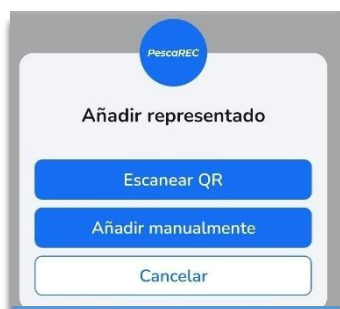 PescaREC
Añadir representado
Escanear QR
Añadir manualmente
Cancelar